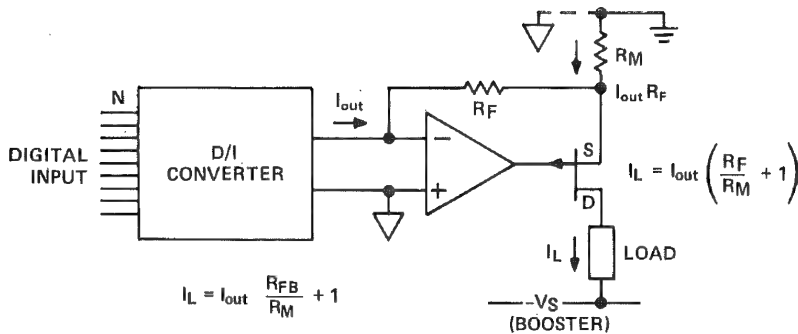 N
DIGITAL
INPUT
D/I
CONVERTER
Iout
RF
RM
Iout RF
−
+
S
D
IL = Iout (RF/RM + 1)
IL
LOAD
IL = Iout RFB/RM + 1
-VS
(BOOSTER)